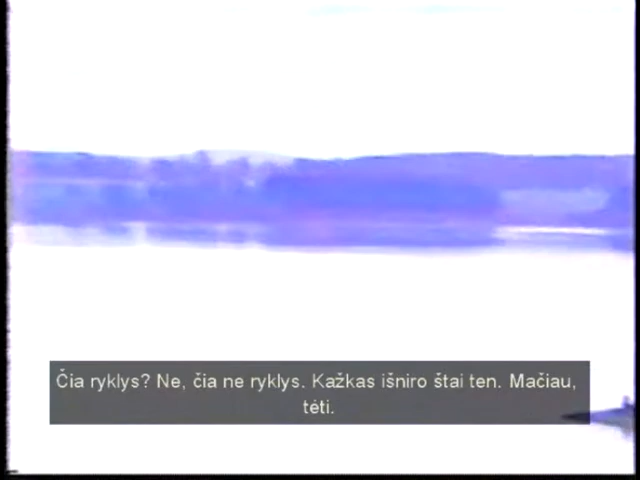 Čia ryklys? Ne, čia ne ryklys. Kažkas išniro štai ten. Mačiau,
tėti.